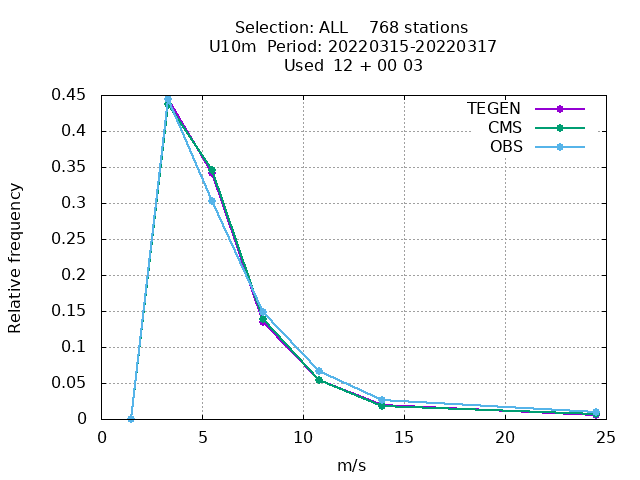 Selection: ALL 768 stations
U10m Period: 20220315-20220317
Used 12 + 00 03
TEGEN
CMS
OBS
Relative frequency
0.45
0.4
0.35
0.3
0.25
0.2
0.15
0.1
0.05
0
0 5 10 15 20 25
m/s